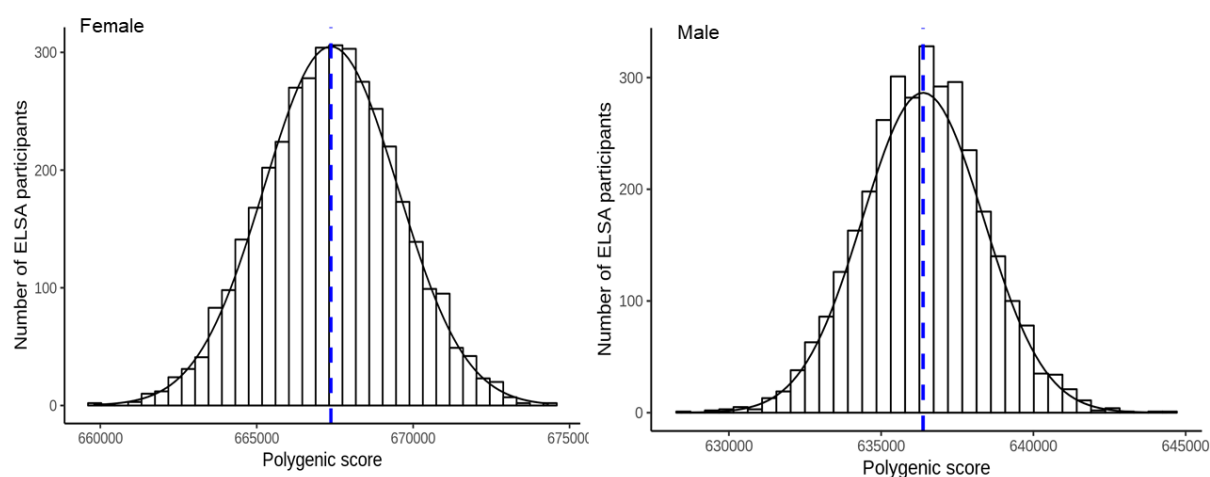 Female
Number of ELSA participants
300
200
100
0
660000 665000 670000 675000
Polygenic score
Male
Number of ELSA participants
300
200
100
0
630000 635000 640000 645000
Polygenic score